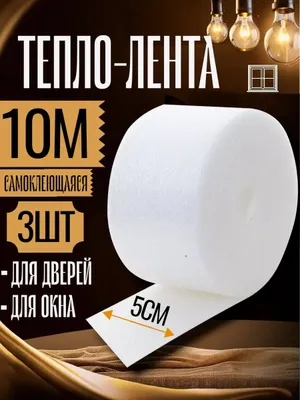 ТЕПЛО-ЛЕНТА
10М
САМОКЛЕЮЩАЯСЯ
3ШТ
- ДЛЯ ДВЕРЕЙ
- ДЛЯ ОКНА
5СМ